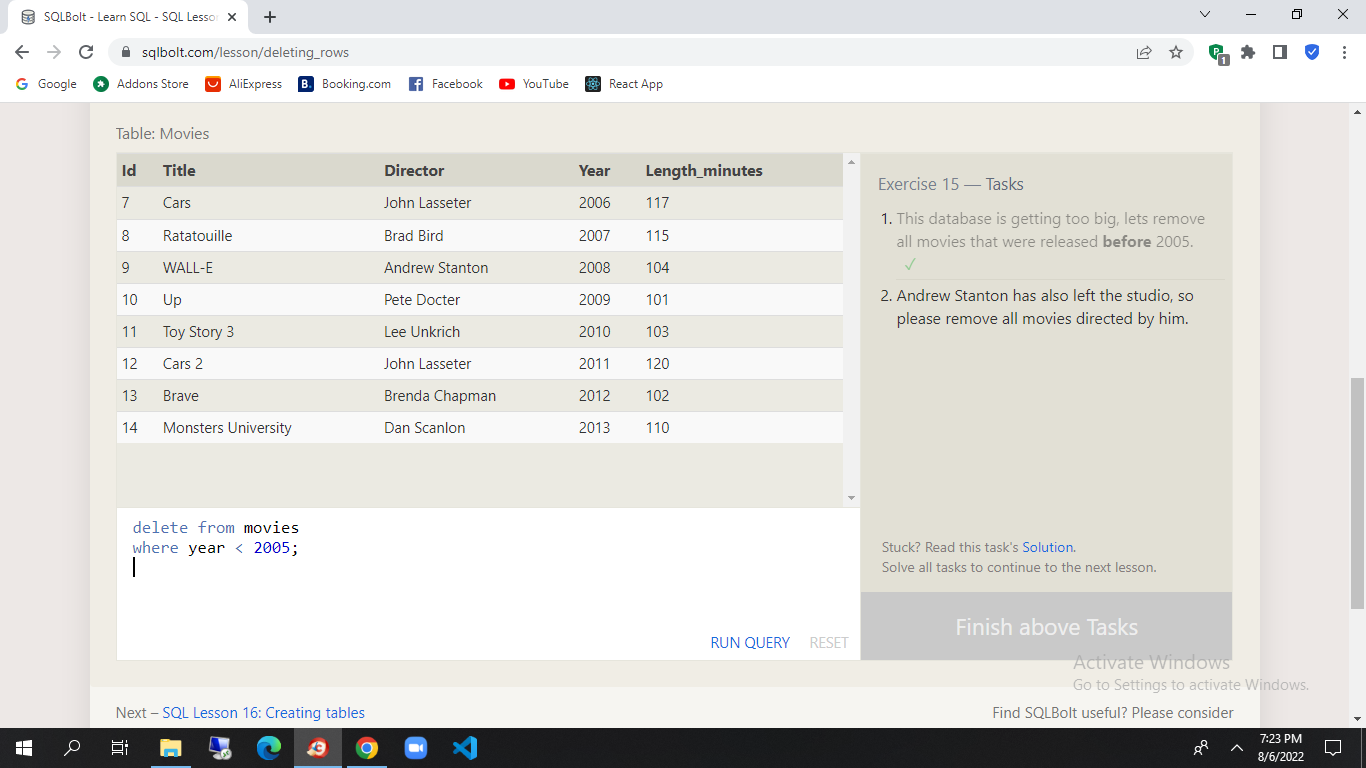 SQLBolt - Learn SQL - SQL Lesson
sqlbolt.com/lesson/deleting_rows
1
Google Addons Store AliExpress Booking.com Facebook YouTube React App
Table: Movies
Id Title Director Year Length_minutes
7 Cars John Lasseter 2006 117
8 Ratatouille Brad Bird 2007 115
9 WALL-E Andrew Stanton 2008 104
10 Up Pete Docter 2009 101
11 Toy Story 3 Lee Unkrich 2010 103
12 Cars 2 John Lasseter 2011 120
13 Brave Brenda Chapman 2012 102
14 Monsters University Dan Scanlon 2013 110
delete from movies
where year < 2005;
RUN QUERY RESET
Exercise 15 — Tasks
1. This database is getting too big, lets remove
all movies that were released before 2005.
✓
2. Andrew Stanton has also left the studio, so
please remove all movies directed by him.
Stuck? Read this task's Solution.
Solve all tasks to continue to the next lesson.
Finish above Tasks
Activate Windows
Go to Settings to activate Windows.
Next – SQL Lesson 16: Creating tables
Find SQLBolt useful? Please consider
7:23 PM
8/6/2022